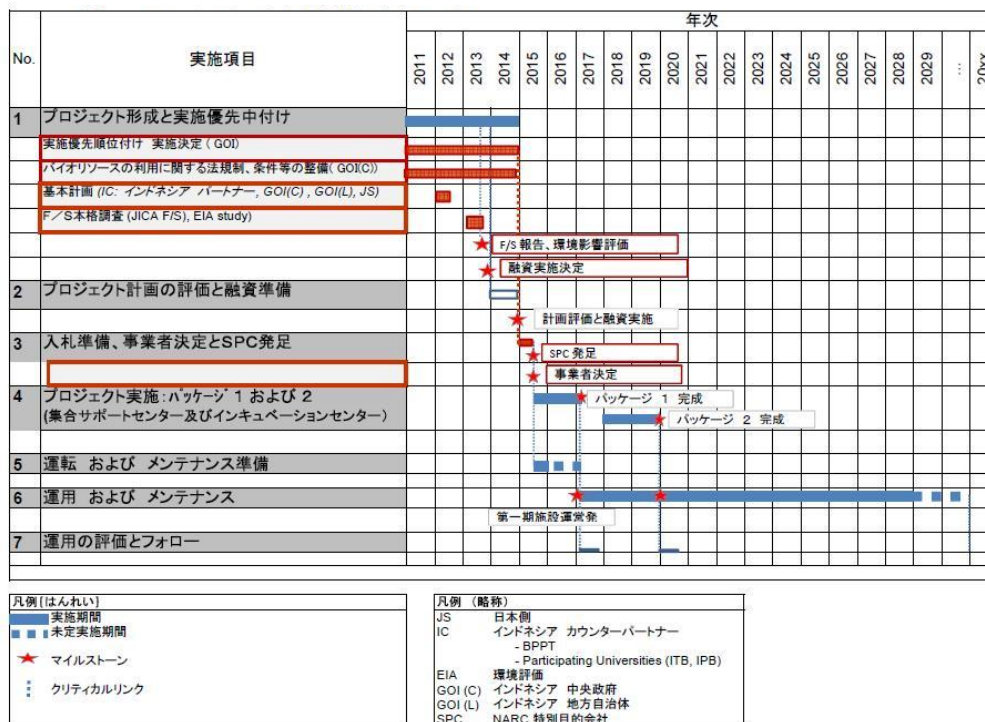 No.
実施項目
年次
2011 2012 2013 2014 2015 2016 2017 2018 2019 2020 2021 2022 2023 2024 2025 2026 2027 2028 2029 … 20xx
1 プロジェクト形成と実施優先中付け
実施優先順位付け 実施決定 ( GOI)
バイオリソースの利用に関する法規制、条件等の整備( GOI(C))
基本計画 (IC: インドネシア パートナー, GOI(C) , GOI(L), JS)
F／S本格調査 (JICA F/S), EIA study)
F/S 報告、環境影響評価
融資実施決定
2 プロジェクト計画の評価と融資準備
計画評価と融資実施
3 入札準備、事業者決定とSPC発足
SPC 発足
事業者決定
4 プロジェクト実施：パッケージ 1 および 2
(集合サポートセンター及びインキュベーションセンター)
パッケージ 1 完成
パッケージ 2 完成
5 運転 および メンテナンス準備
6 運用 および メンテナンス
第一期施設運営発
7 運用の評価とフォロー
凡例[はんれい]
実施期間
未定実施期間
マイルストーン
クリティカルリンク
凡例 （略称）
JS 日本側
IC インドネシア カウンターパートナー
- BPPT
- Participating Universities (ITB, IPB)
EIA 環境評価
GOI (C) インドネシア 中央政府
GOI (L) インドネシア 地方自治体
SPC NARC 特別目的会社